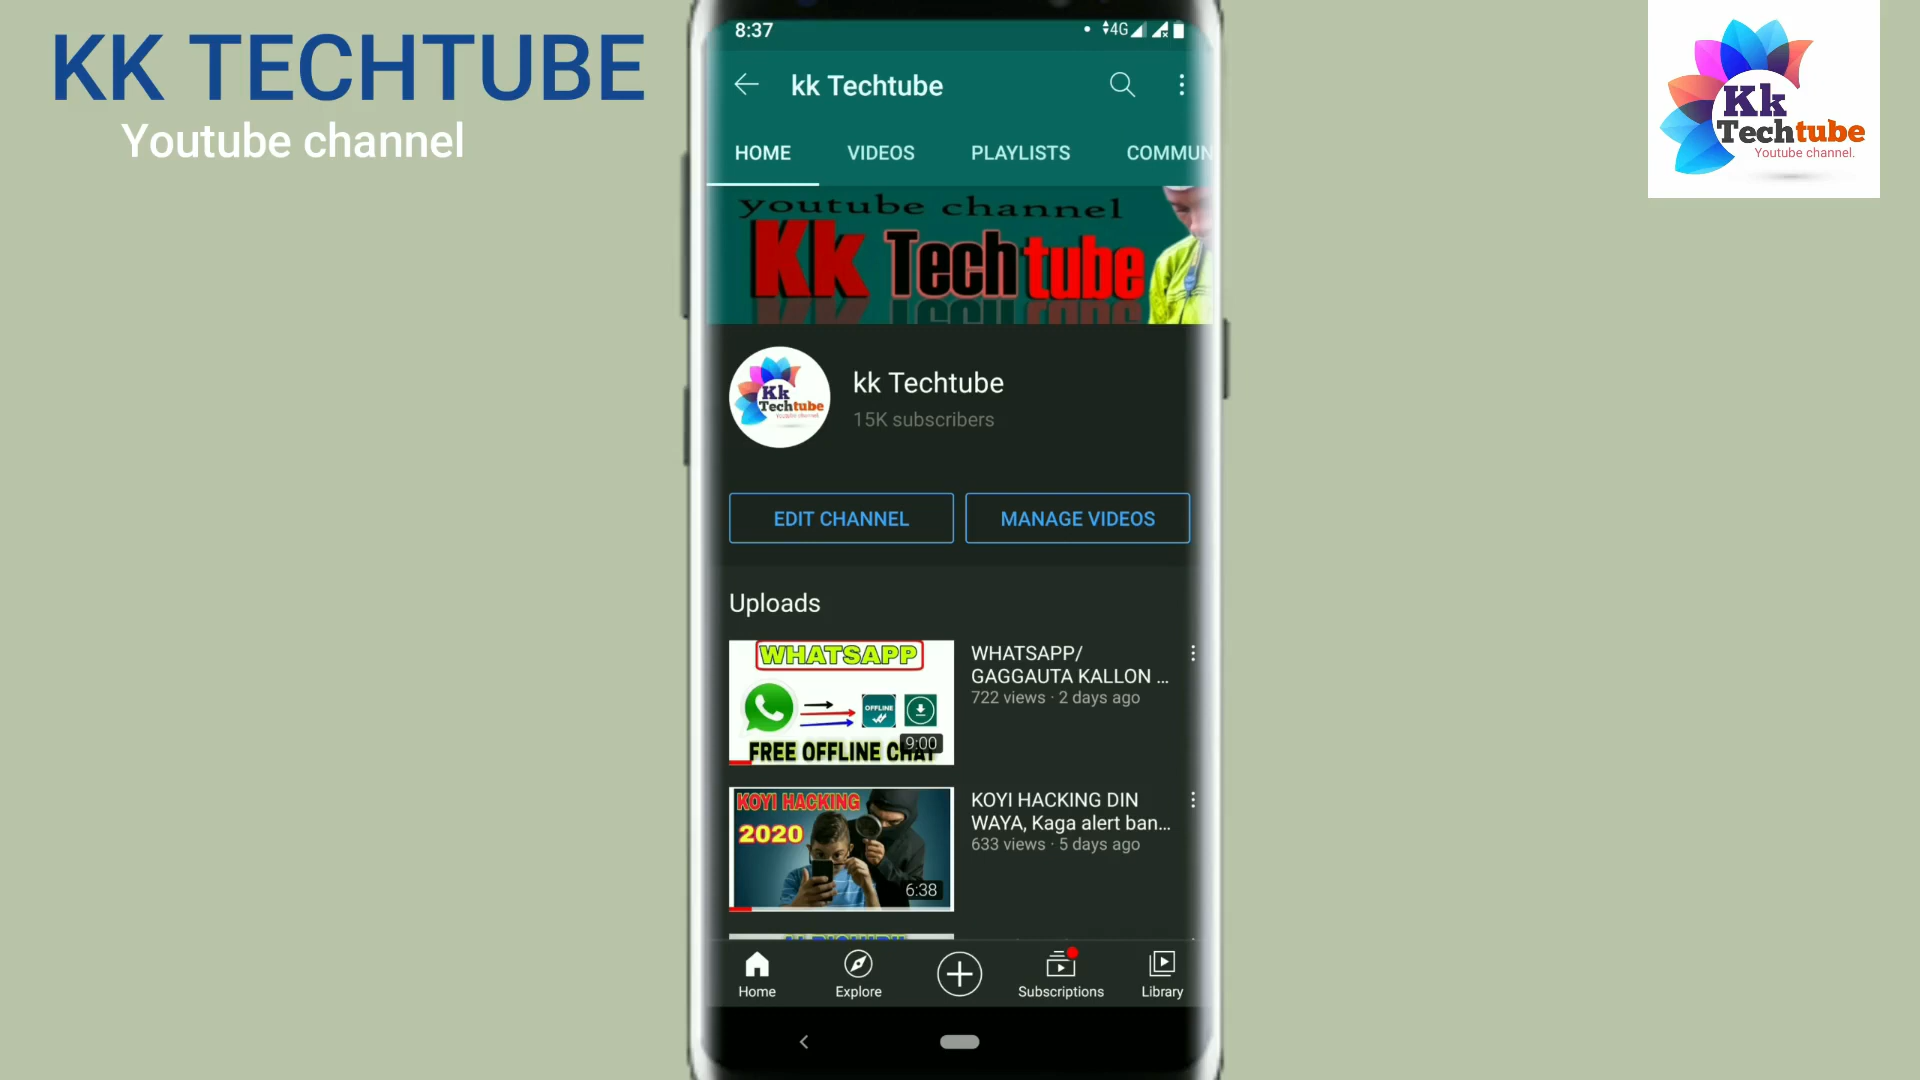 KK TECHTUBE
Youtube channel
Kk
Techtube
Youtube channel.
8:37
4G
kk Techtube
HOME VIDEOS PLAYLISTS COMMUN
youtube channel
Kk Tech tube
Kk
Techtube
kk Techtube
15K subscribers
EDIT CHANNEL MANAGE VIDEOS
Uploads
WHATSAPP
OFFLINE
9:00
FREE OFFLINE CHAT
WHATSAPP/
GAGGAUTA KALLON ...
722 views · 2 days ago
KOYI HACKING
2020
6:38
KOYI HACKING DIN
WAYA, Kaga alert ban...
633 views · 5 days ago
Home Explore Subscriptions Library